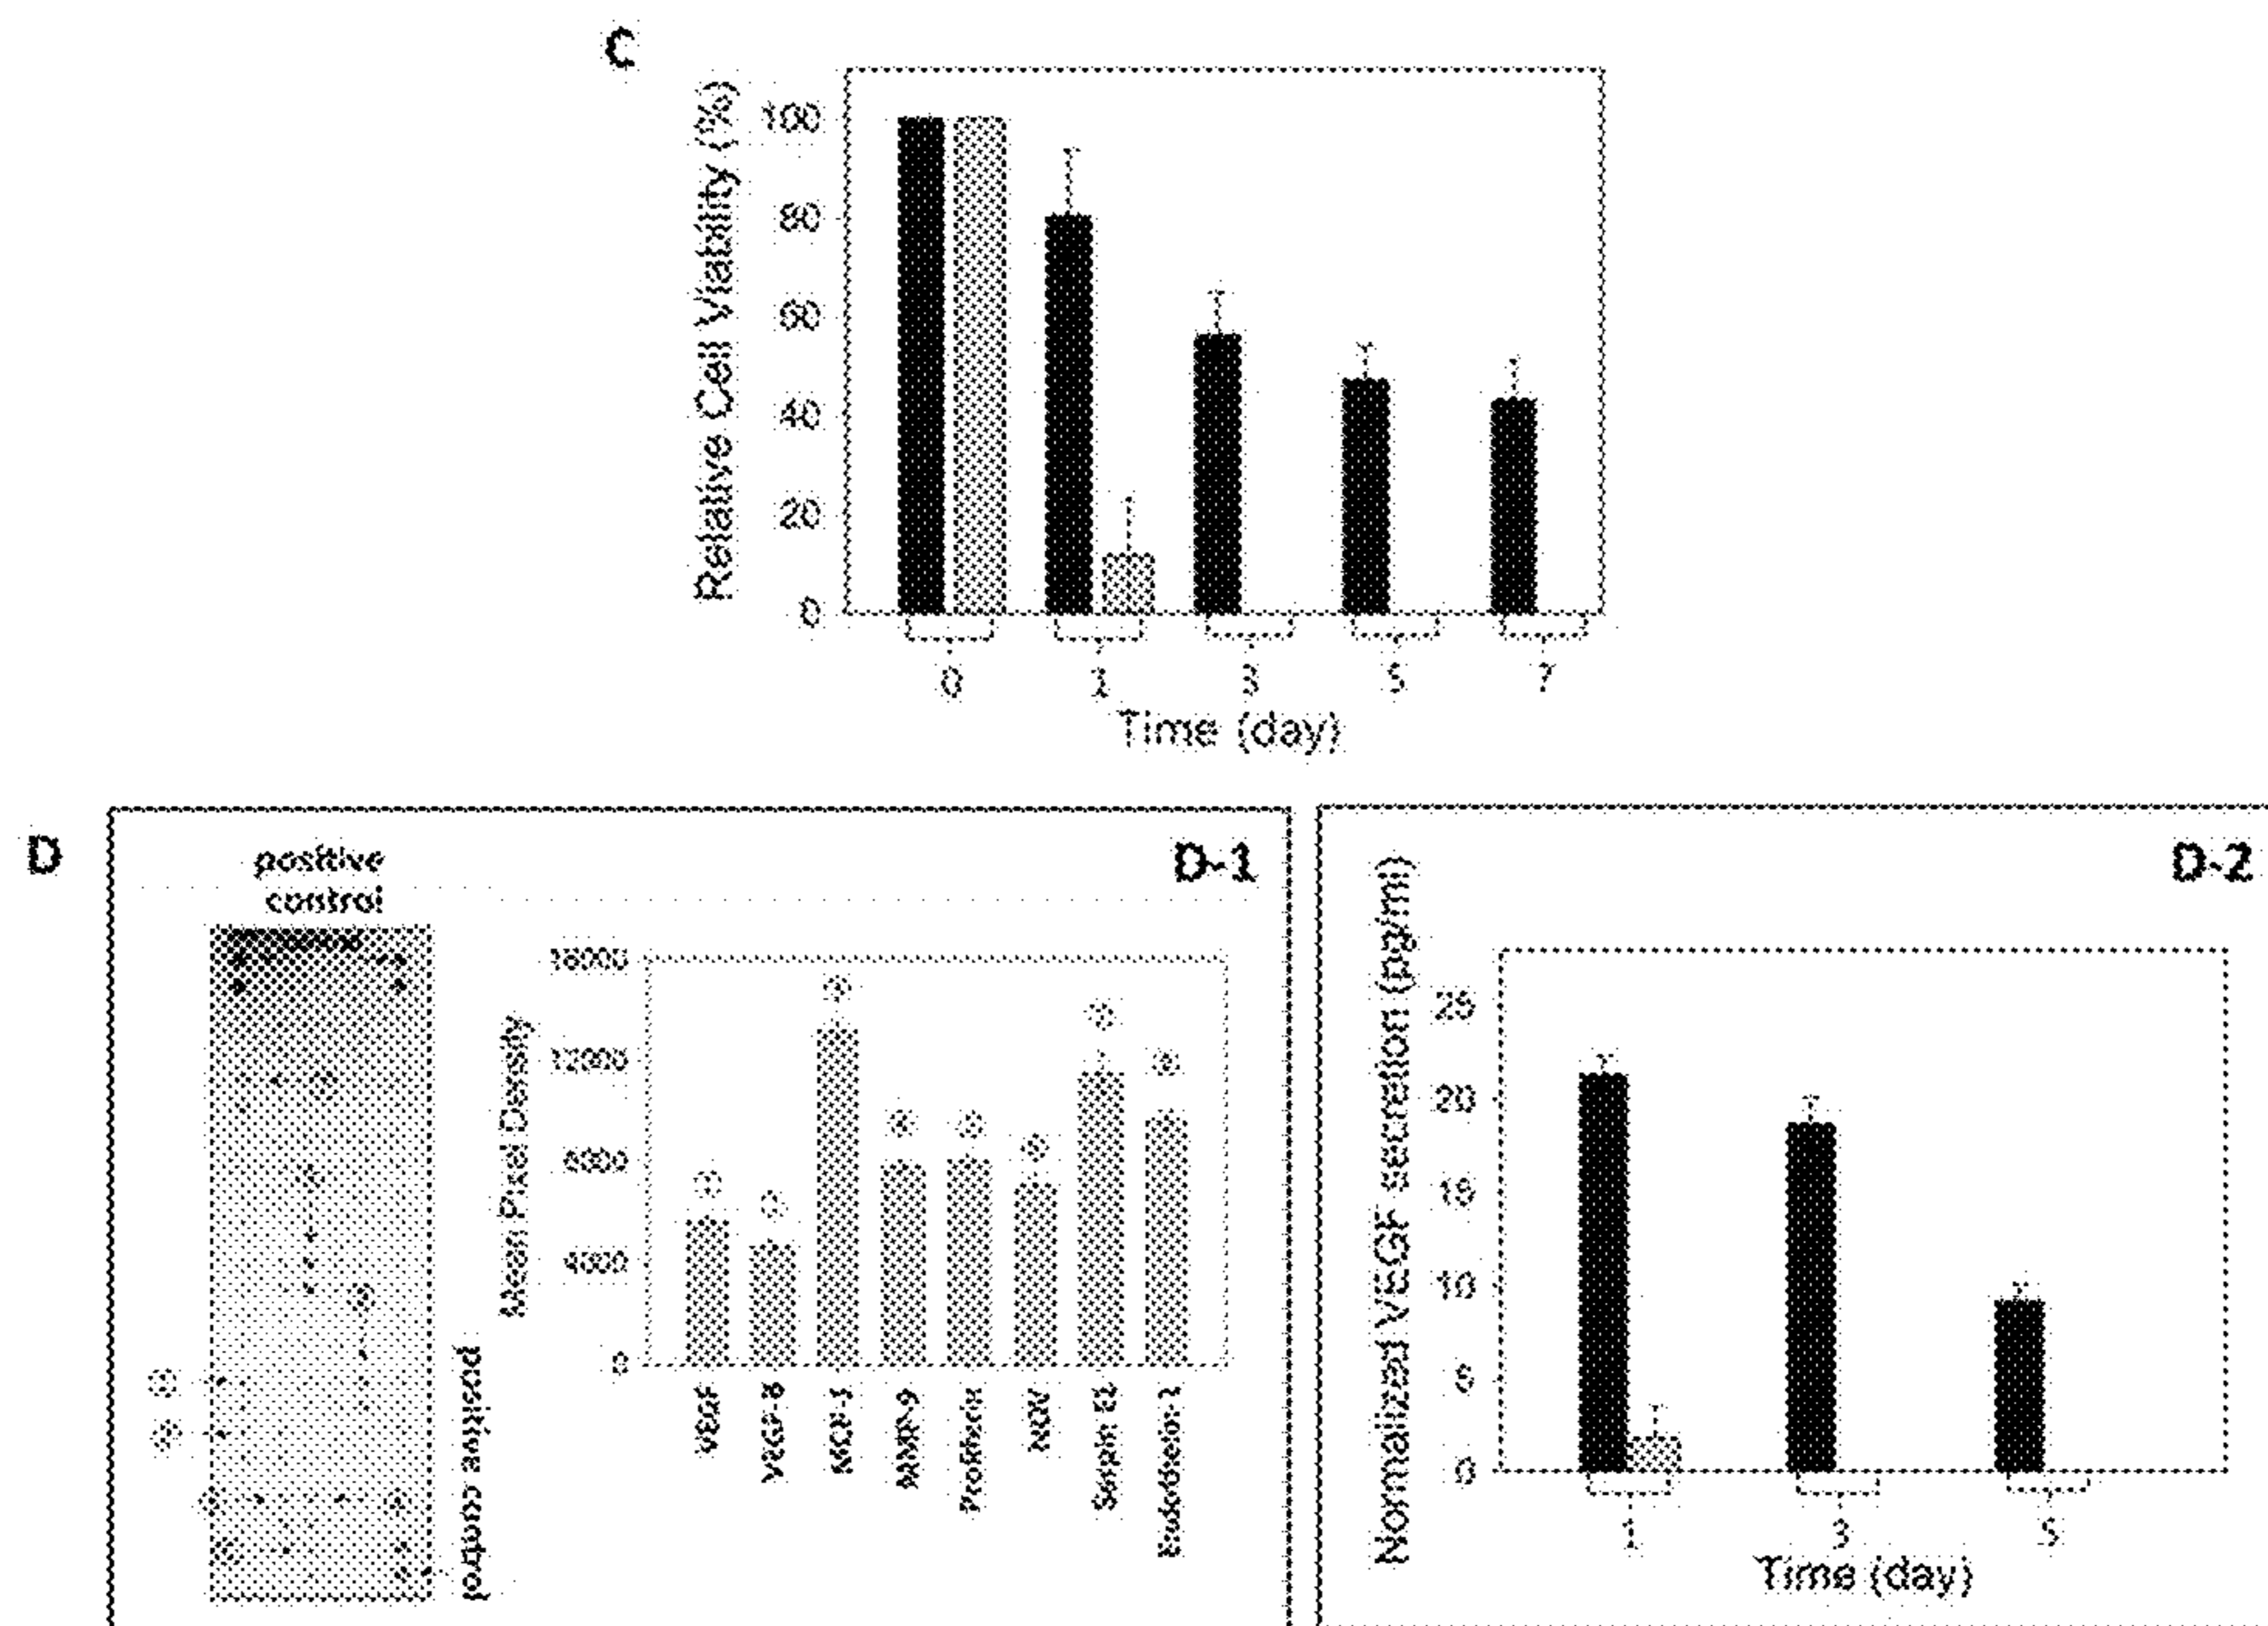 C
Relative Cell Viability (%)
100
80
60
40
20
0
0 1 3 5 7
Time (day)
D
positive
control
positive control
D-1
Mean Pixel Density
16000
12000
8000
4000
0
VEGF
VEGF-B
MCP-1
MMP-9
Proliferin
NOV
Serpin E1
Endothelin-1
D-2
Normalized VEGF secretion (pg/ml)
25
20
15
10
5
0
1 3 5
Time (day)